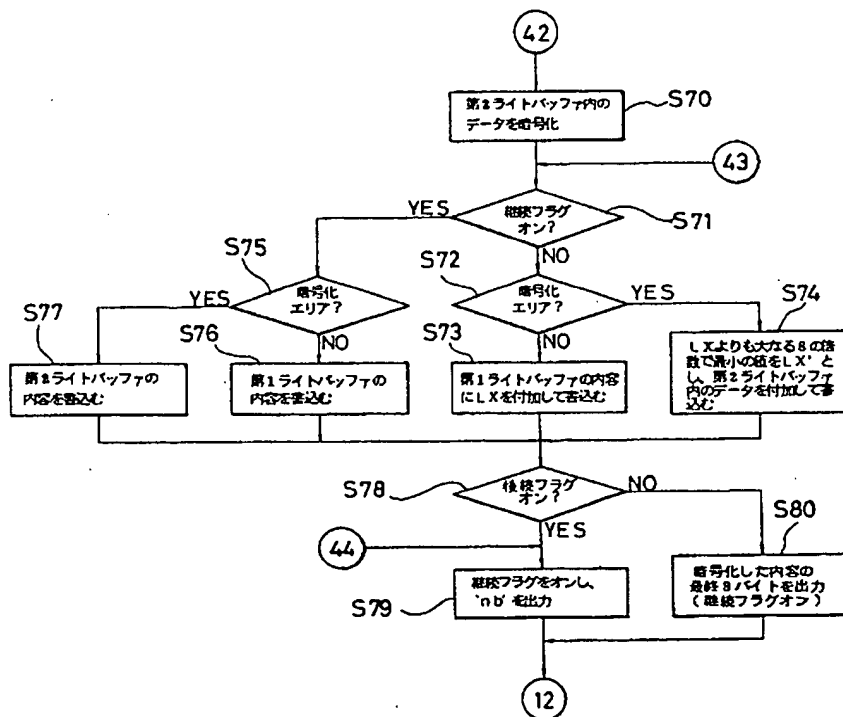 42
第2ライトバッファ内の
データを暗号化
S70
43
継続フラグ
オン?
S71
YES
NO
S75
暗号化
エリア?
YES
NO
S72
暗号化
エリア?
YES
NO
S77
第2ライトバッファの
内容を書込む
S76
第1ライトバッファの
内容を書込む
S73
第1ライトバッファの内容
にLXを付加して書込む
S74
LXよりも大なる8の倍
数で最小の値をLX'と
し、第2ライトバッファ
内のデータを付加して書
込む
S78
後続フラグ
オン?
NO
YES
44
S79
継続フラグをオンし、
'nb'を出力
S80
暗号化した内容の
最終8バイトを出力
(継続フラグオン)
12